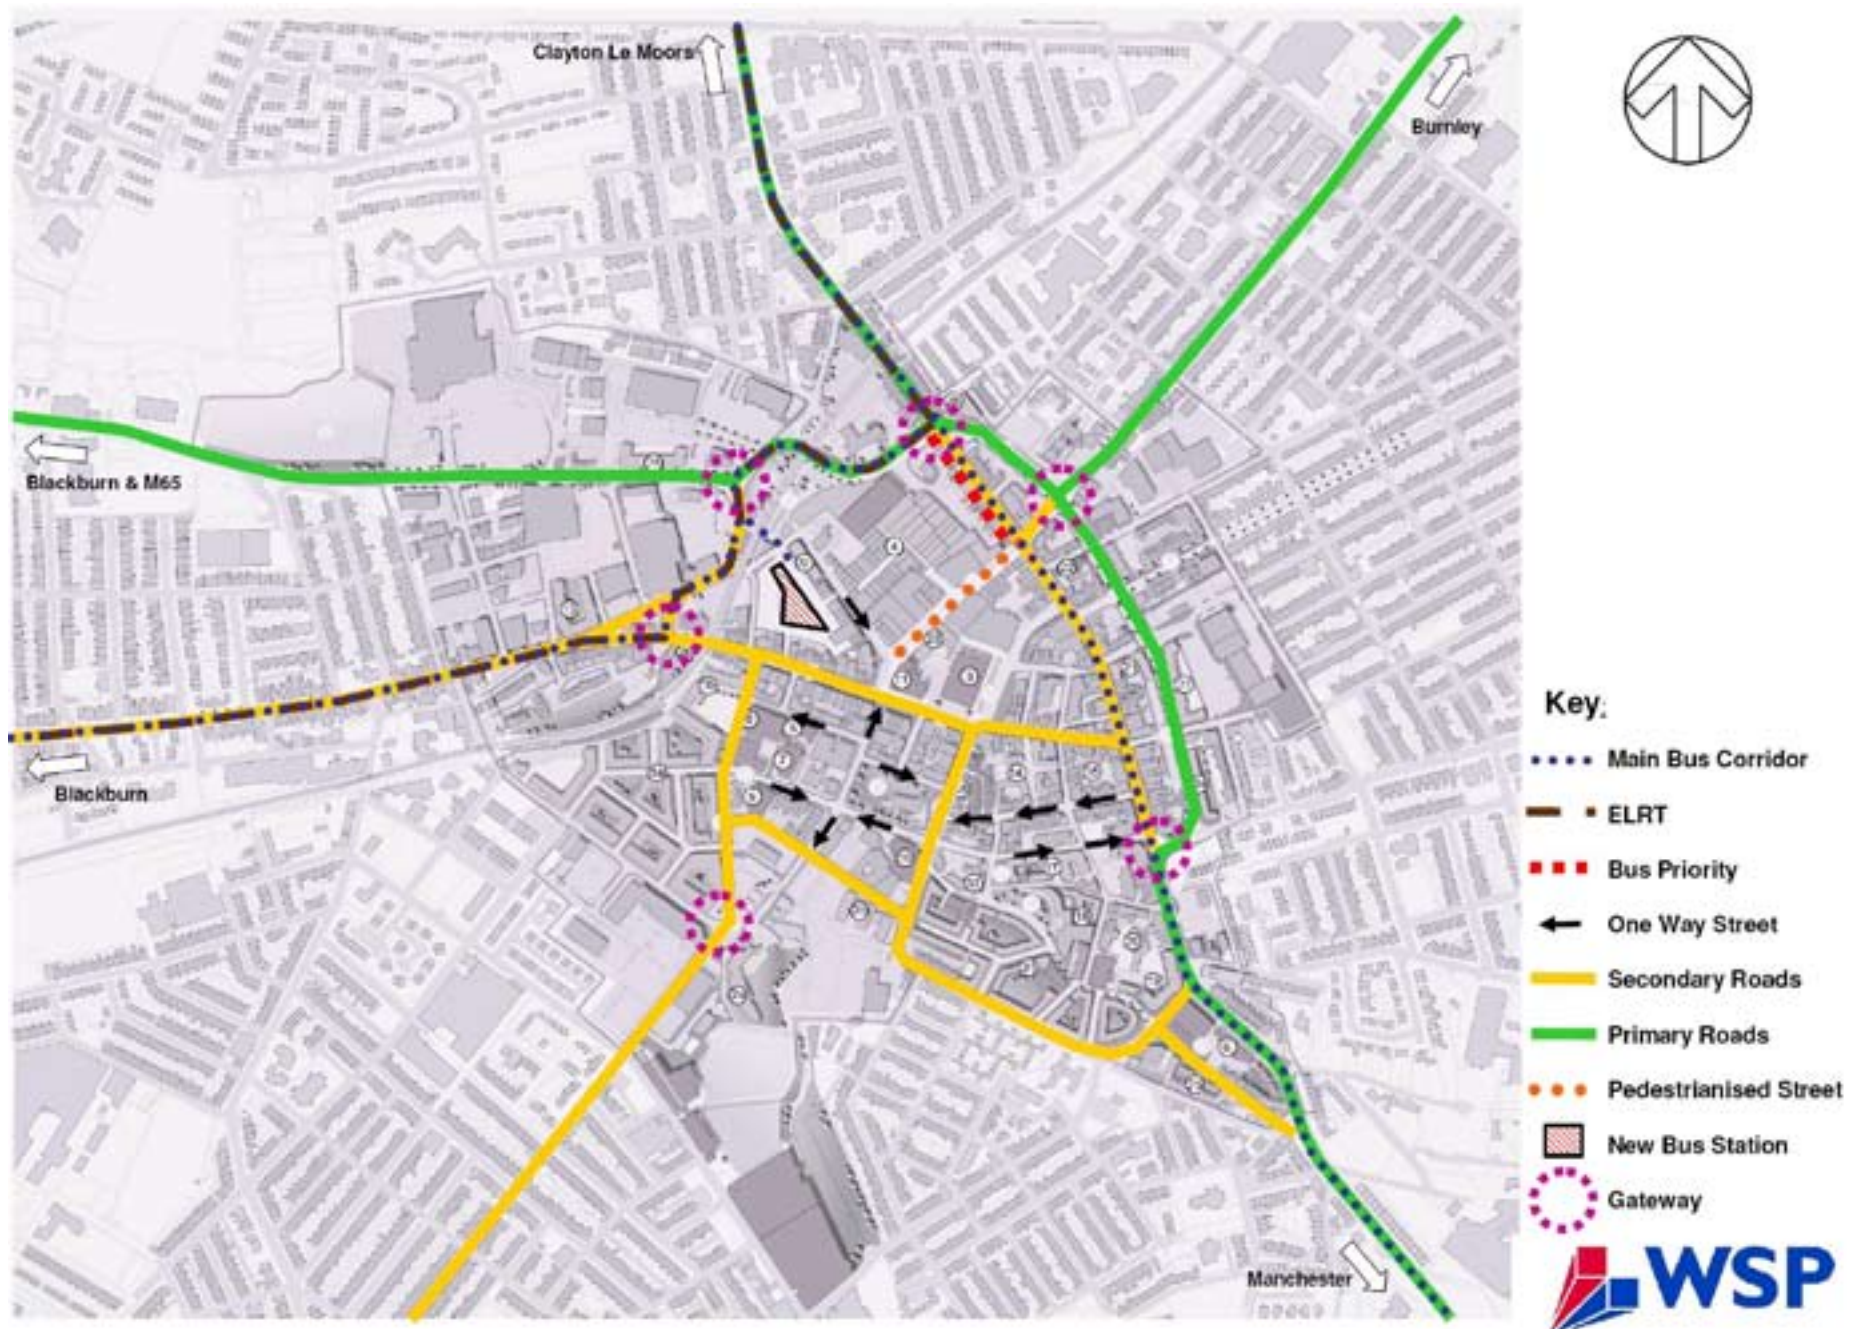 Clayton Le Moors
Burnley
Blackburn & M65
Blackburn
Manchester
Key:
Main Bus Corridor
ELRT
Bus Priority
One Way Street
Secondary Roads
Primary Roads
Pedestrianised Street
New Bus Station
Gateway
WSP